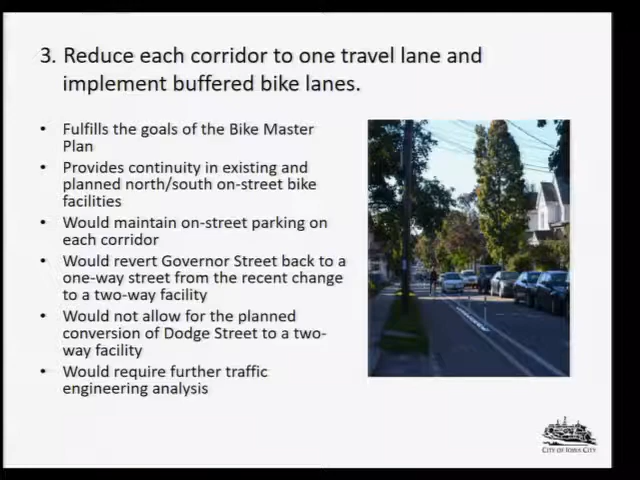 3. Reduce each corridor to one travel lane and
implement buffered bike lanes.
• Fulfills the goals of the Bike Master
Plan
• Provides continuity in existing and
planned north/south on-street bike
facilities
• Would maintain on-street parking on
each corridor
• Would revert Governor Street back to a
one-way street from the recent change
to a two-way facility
• Would not allow for the planned
conversion of Dodge Street to a two-
way facility
• Would require further traffic
engineering analysis
CITY OF IOWA CITY